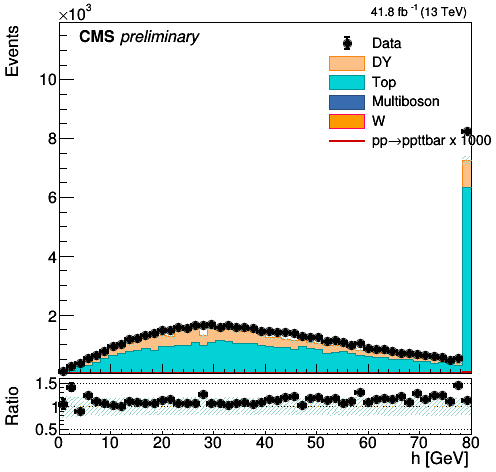 ×10³
41.8 fb⁻¹ (13 TeV)
CMS preliminary
Events
Data
DY
Top
Multiboson
W
pp→ppttbar x 1000
10
8
6
4
2
Ratio
1.5
1
0.5
0 10 20 30 40 50 60 70 80
h [GeV]